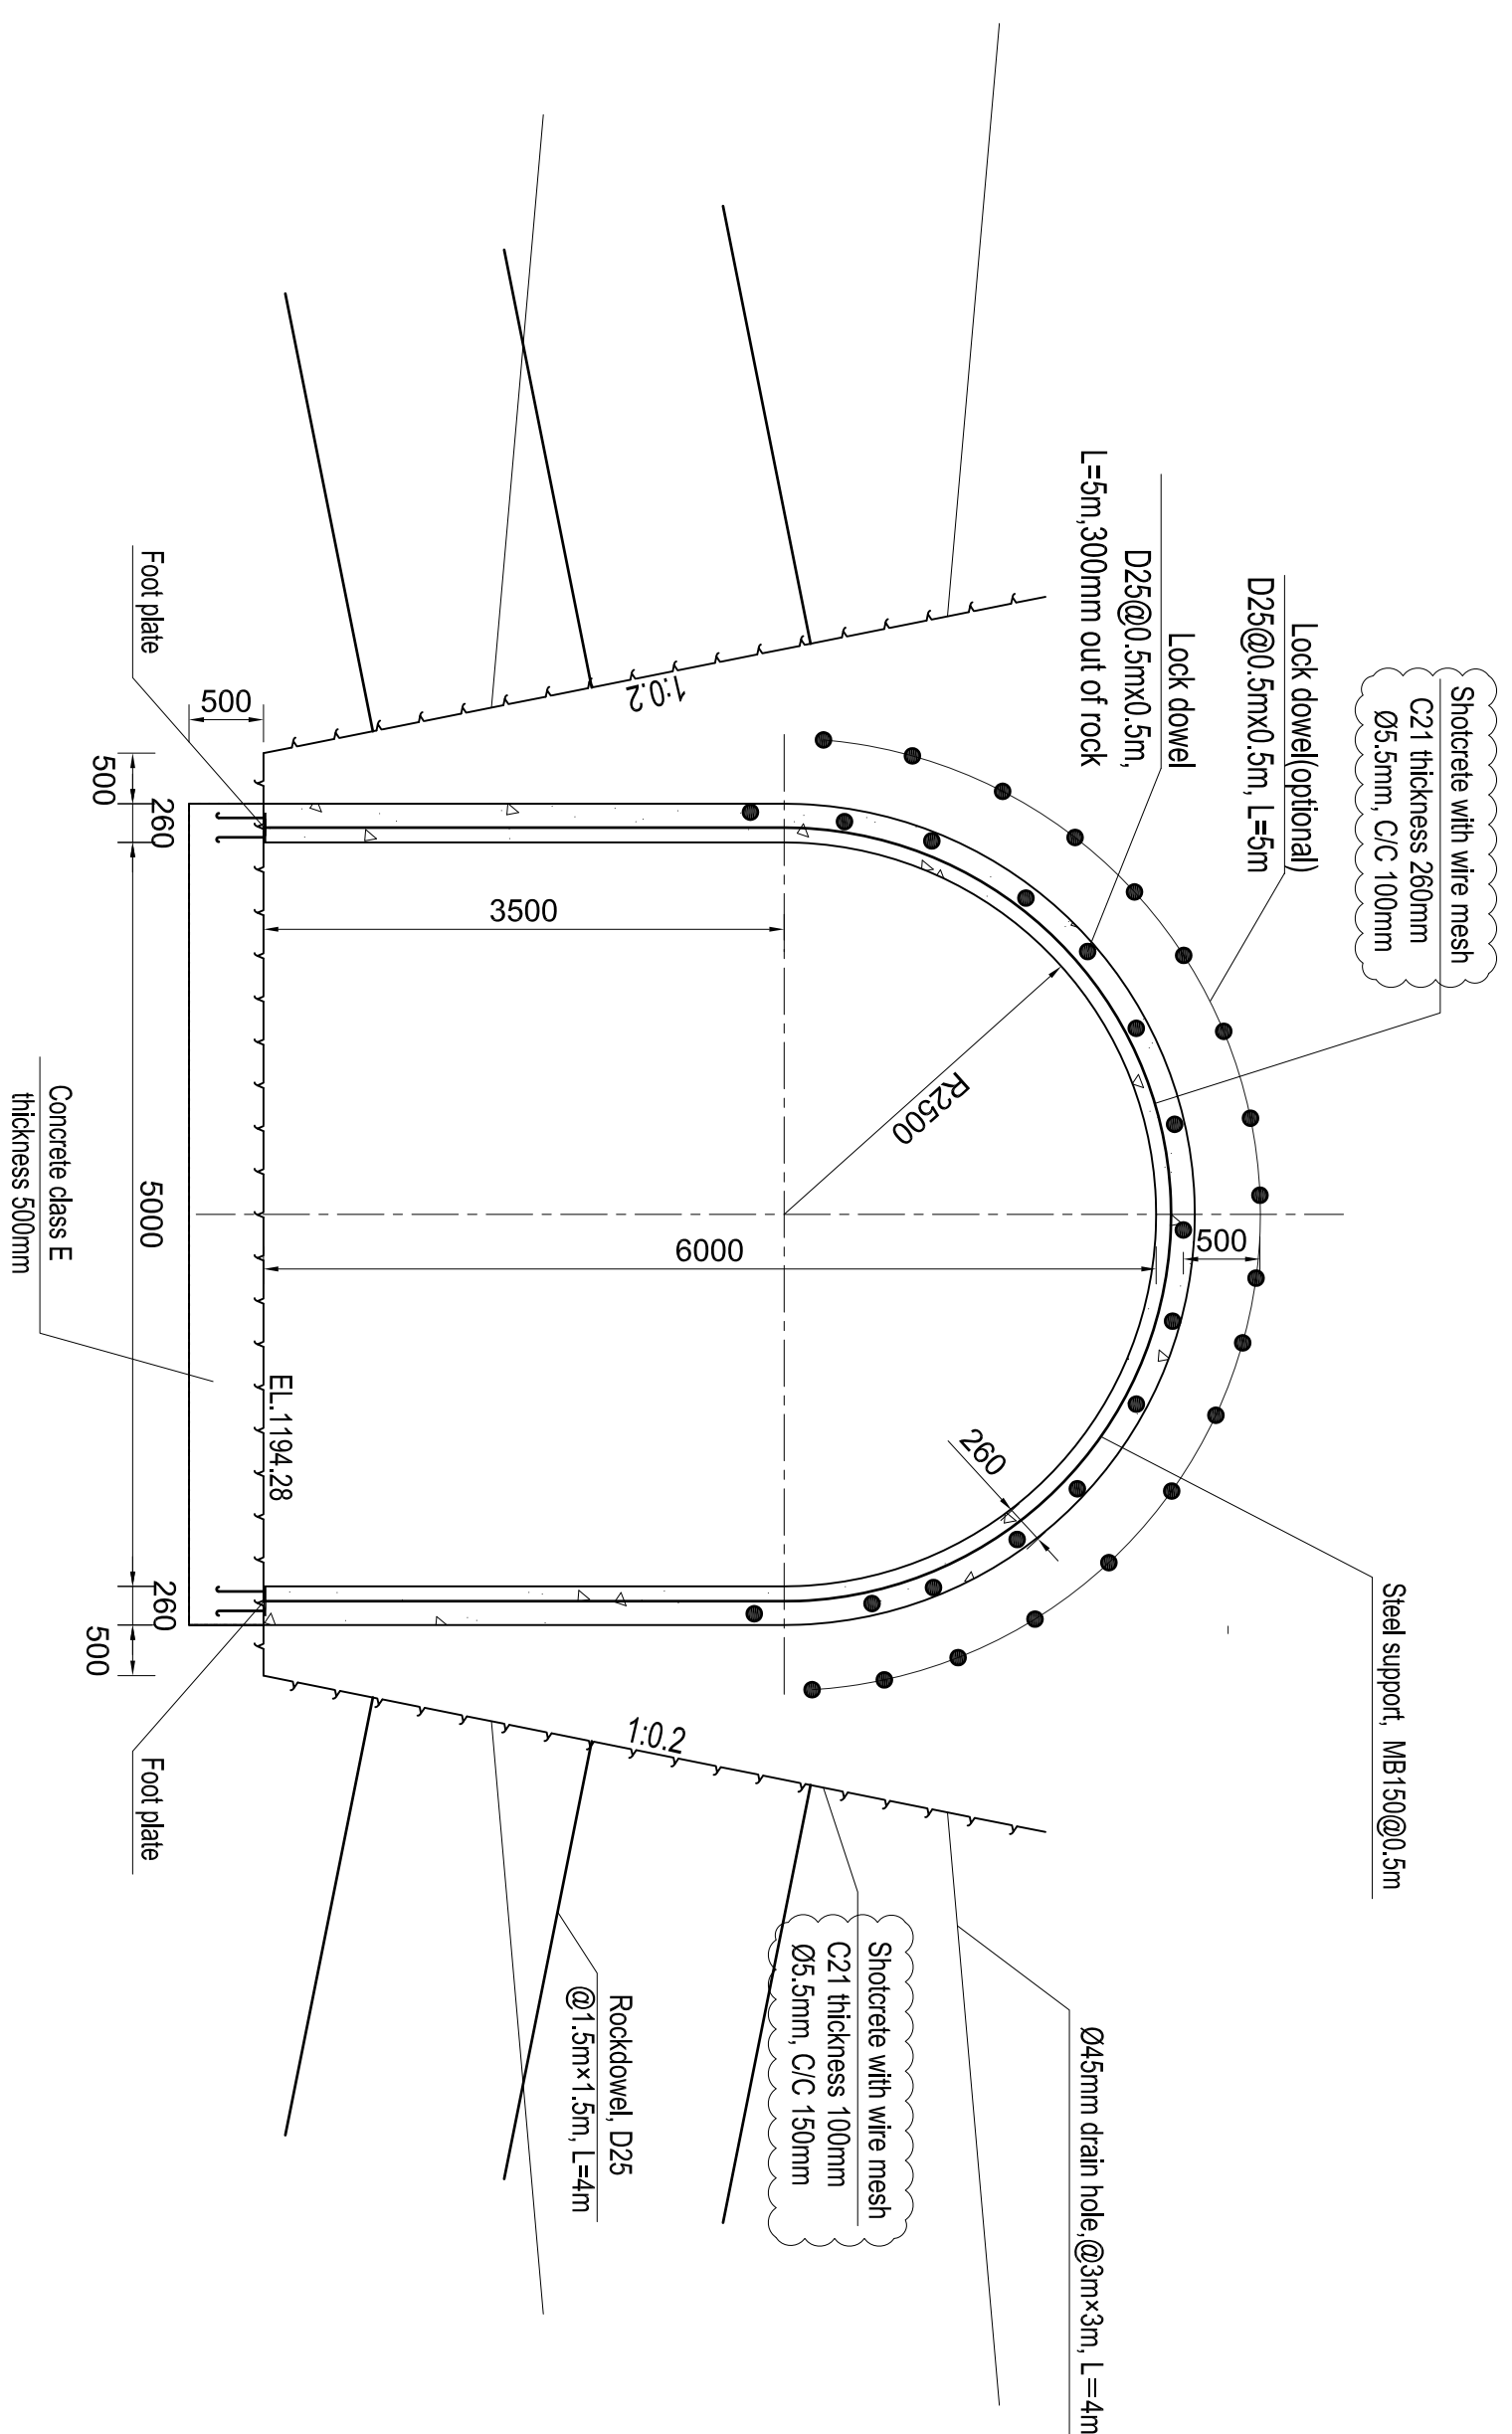 Shotcrete with wire mesh
C21 thickness 260mm
Ø5.5mm, C/C 100mm
Lock dowel(optional)
D25@0.5mx0.5m, L=5m
Lock dowel
D25@0.5mx0.5m,
L=5m,300mm out of rock
Steel support, MB150@0.5m
Ø45mm drain hole,@3m×3m, L=4m
Shotcrete with wire mesh
C21 thickness 100mm
Ø5.5mm, C/C 150mm
Rockdowel, D25
@1.5m×1.5m, L=4m
500
R2500
260
6000
3500
1:0.2
1:0.2
EL.1194.28
500
Foot plate
500
260
5000
260
500
Foot plate
Concrete class E
thickness 500mm